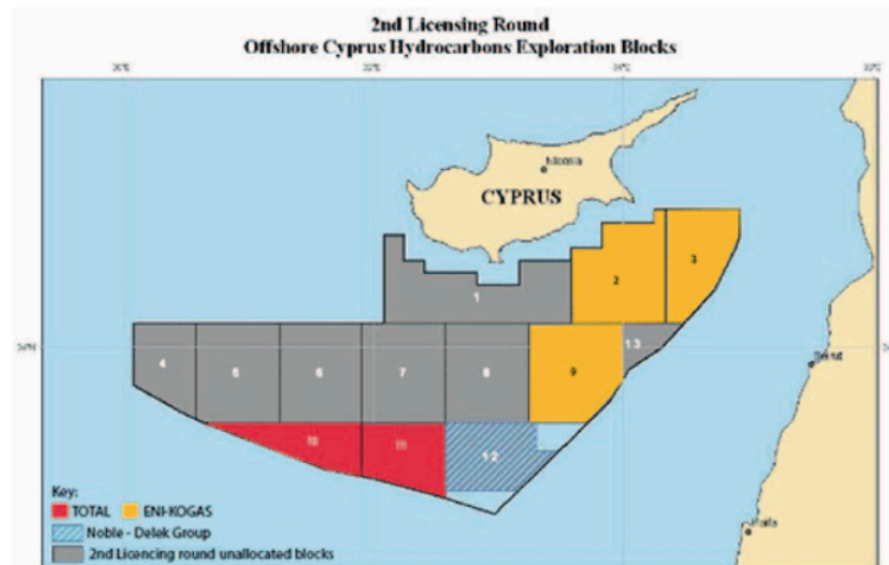 2nd Licensing Round
Offshore Cyprus Hydrocarbons Exploration Blocks
Nicosia
CYPRUS
2
3
1
13
4
5
6
7
8
9
Beirut
10
11
12
Key:
TOTAL ENI-KOGAS
Noble - Delek Group
2nd Licencing round unallocated blocks
Haifa